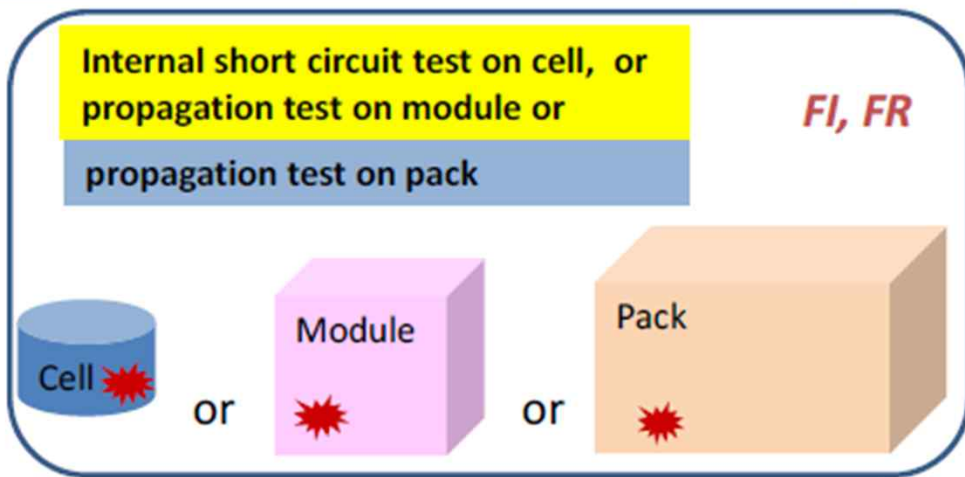 Internal short circuit test on cell, or
propagation test on module or
FI, FR
propagation test on pack
Cell
or
Module
or
Pack